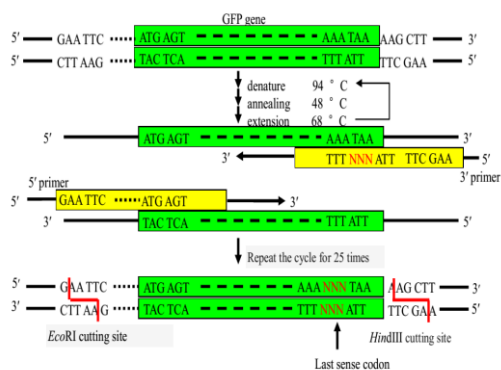 GFP gene
5′ GAA TTC ATG AGT AAA TAA AAG CTT 3′
5′ CTT AAG TAC TCA TTT ATT TTC GAA 3′
denature 94 ° C
annealing 48 ° C
extension 68 ° C
5′ ATG AGT AAA TAA 3′
3′ TTT NNN ATT TTC GAA 5′
3′ primer
5′ primer
GAA TTC ATG AGT 3′
3′ TAC TCA TTT ATT 5′
Repeat the cycle for 25 times
5′ GAA TTC ATG AGT AAA NNN TAA AAG CTT 3′
3′ CTT AAG TAC TCA TTT NNN ATT TTC GAA 5′
EcoRI cutting site
HindIII cutting site
Last sense codon